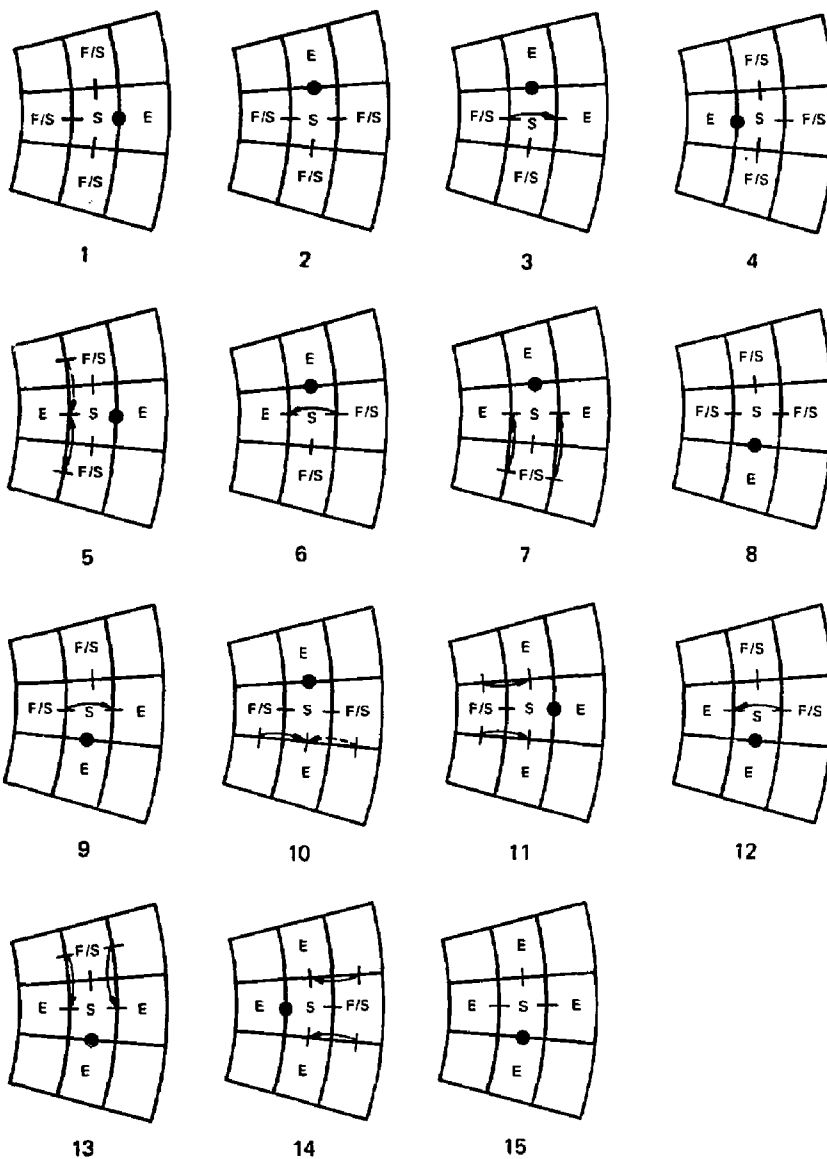 F/S F/S S E F/S
1
E F/S S F/S F/S
2
E F/S S E F/S
3
F/S E S F/S F/S
4
F/S E S E F/S
5
E E S F/S F/S
6
E E S E F/S
7
F/S F/S S F/S E
8
F/S F/S S E E
9
E F/S S F/S E
10
E F/S S E E
11
F/S E S F/S E
12
F/S E S E E
13
E E S F/S E
14
E E S E E
15